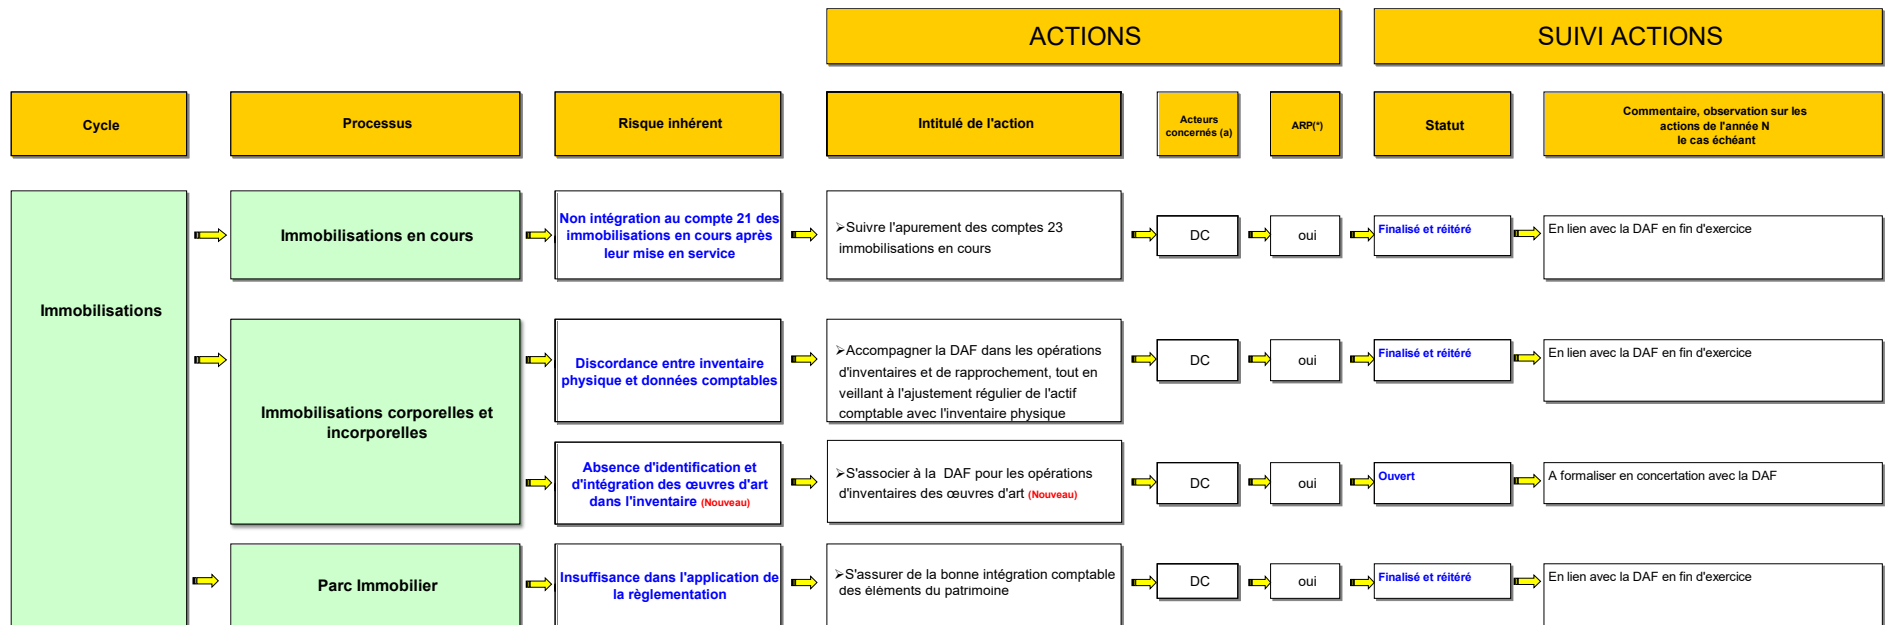 ACTIONS
SUIVI ACTIONS
Cycle
Processus
Risque inhérent
Intitulé de l'action
Acteurs
concernés (a)
ARP(*)
Statut
Commentaire, observation sur les
actions de l'année N
le cas échéant
Immobilisations
Immobilisations en cours
Non intégration au compte 21 des
immobilisations en cours après
leur mise en service
➢Suivre l'apurement des comptes 23
immobilisations en cours
DC
oui
Finalisé et réitéré
En lien avec la DAF en fin d'exercice
Immobilisations corporelles et
incorporelles
Discordance entre inventaire
physique et données comptables
➢Accompagner la DAF dans les opérations
d'inventaires et de rapprochement, tout en
veillant à l'ajustement régulier de l'actif
comptable avec l'inventaire physique
DC
oui
Finalisé et réitéré
En lien avec la DAF en fin d'exercice
Absence d'identification et
d'intégration des œuvres d'art
dans l'inventaire (Nouveau)
➢S'associer à la  DAF pour les opérations
d'inventaires des œuvres d'art (Nouveau)
DC
oui
Ouvert
A formaliser en concertation avec la DAF
Parc Immobilier
Insuffisance dans l'application de
la règlementation
➢S'assurer de la bonne intégration comptable
des éléments du patrimoine
DC
oui
Finalisé et réitéré
En lien avec la DAF en fin d'exercice